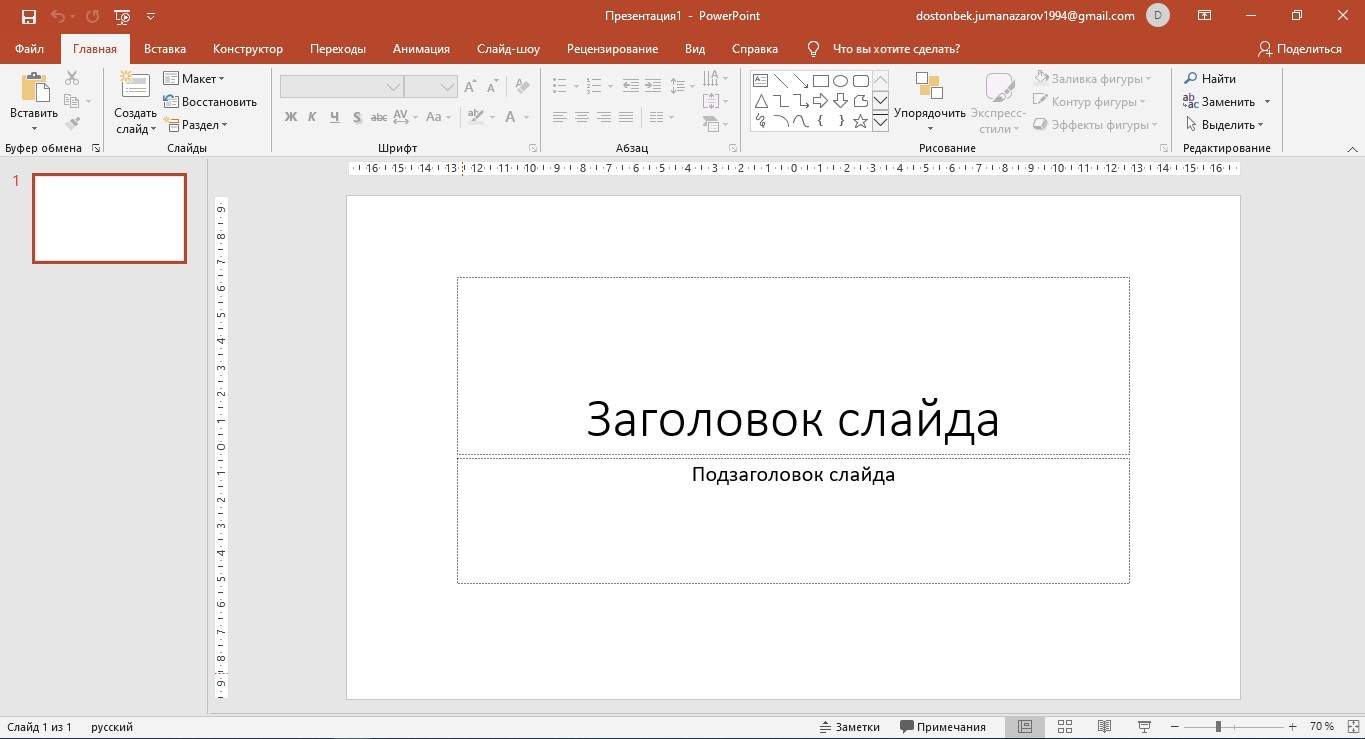 Презентация1 - PowerPoint
dostonbek.jumanazarov1994@gmail.com D
Файл Главная Вставка Конструктор Переходы Анимация Слайд-шоу Рецензирование Вид Справка Что вы хотите сделать? Поделиться
Вставить
Буфер обмена
Создать слайд
Макет
Восстановить
Раздел
Слайды
Ж К Ч S abc AV Aa A
Шрифт
Абзац
Упорядочить
Экспресс-стили
Заливка фигуры
Контур фигуры
Эффекты фигуры
Рисование
Найти
Заменить
Выделить
Редактирование
16 15 14 13 12 11 10 9 8 7 6 5 4 3 2 1 0 1 2 3 4 5 6 7 8 9 10 11 12 13 14 15 16
1
9 8 7 6 5 4 3 2 1 0 1 2 3 4 5 6 7 8 9
Заголовок слайда
Подзаголовок слайда
Слайд 1 из 1 русский Заметки Примечания 70 %